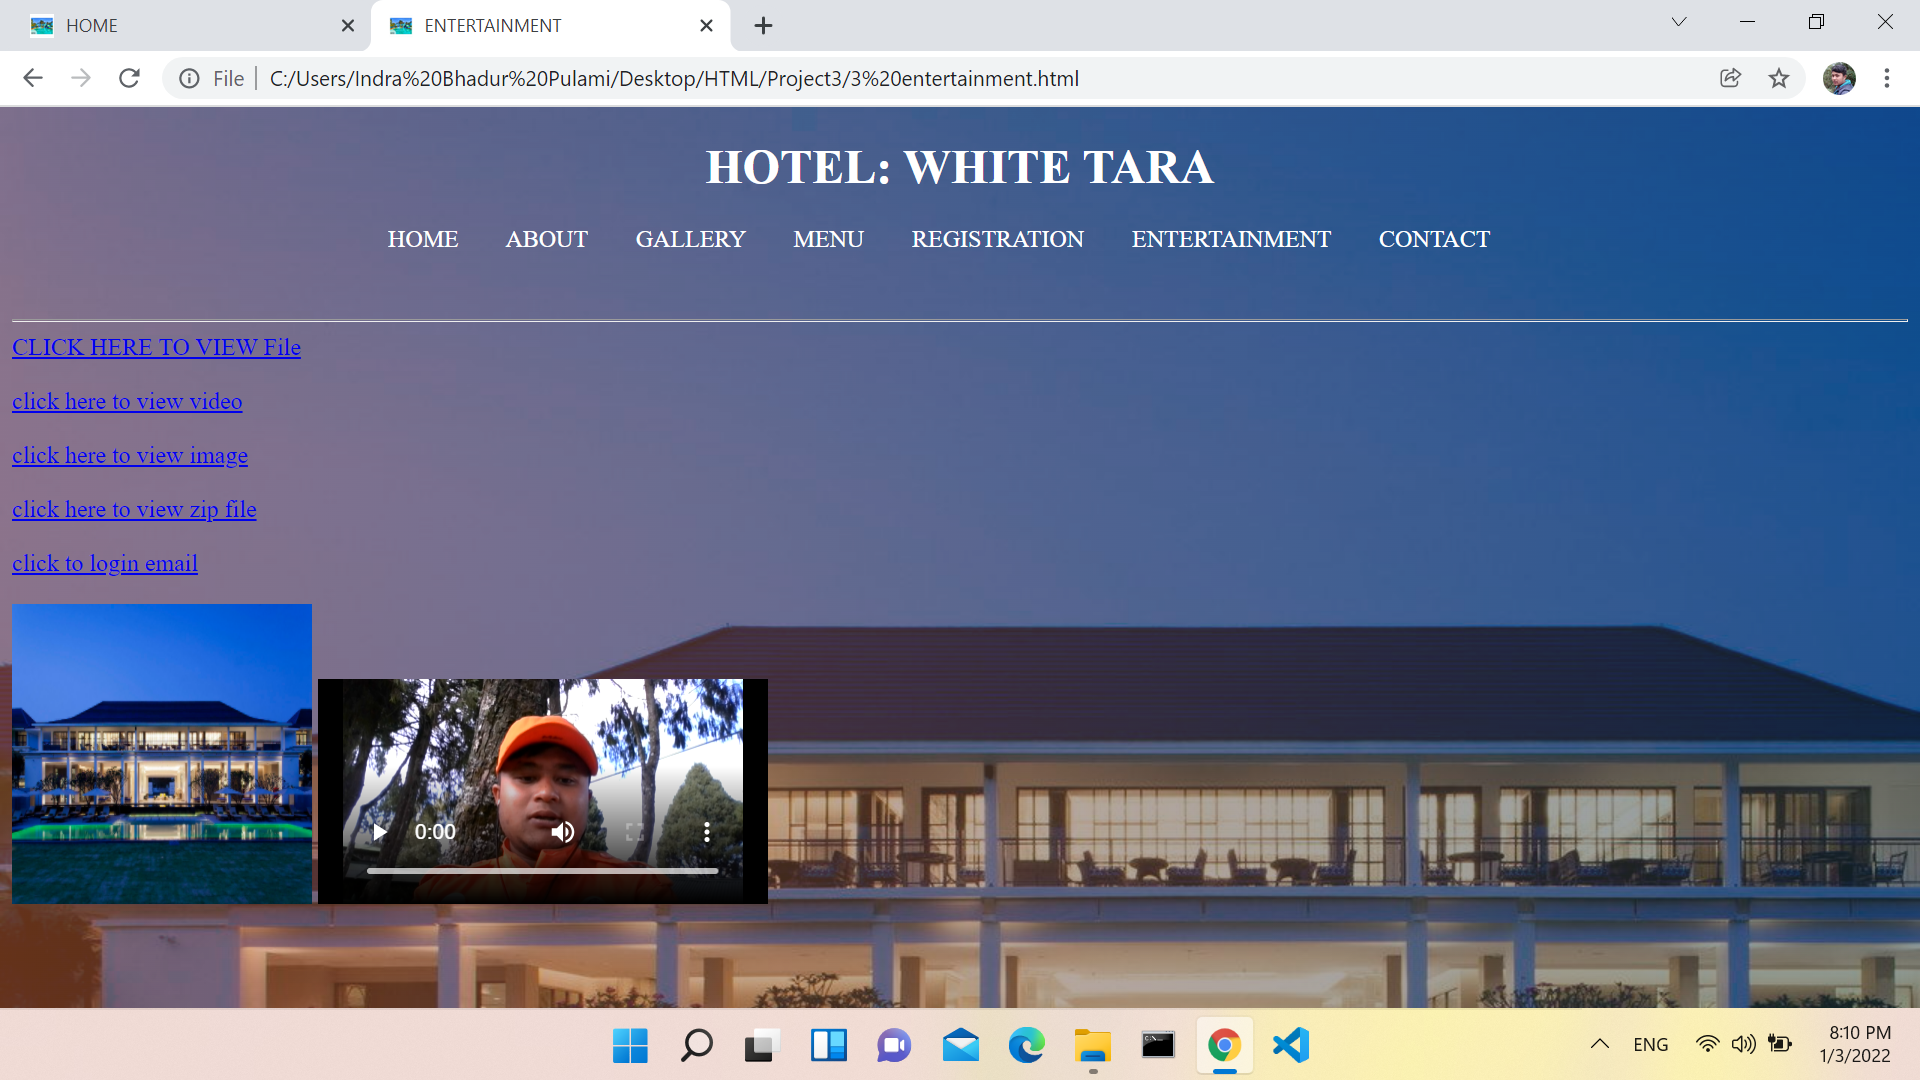 HOME
ENTERTAINMENT
File
C:/Users/Indra%20Bhadur%20Pulami/Desktop/HTML/Project3/3%20entertainment.html
HOTEL: WHITE TARA
HOME ABOUT GALLERY MENU REGISTRATION ENTERTAINMENT CONTACT
CLICK HERE TO VIEW File
click here to view video
click here to view image
click here to view zip file
click to login email
0:00
ENG
8:10 PM
1/3/2022